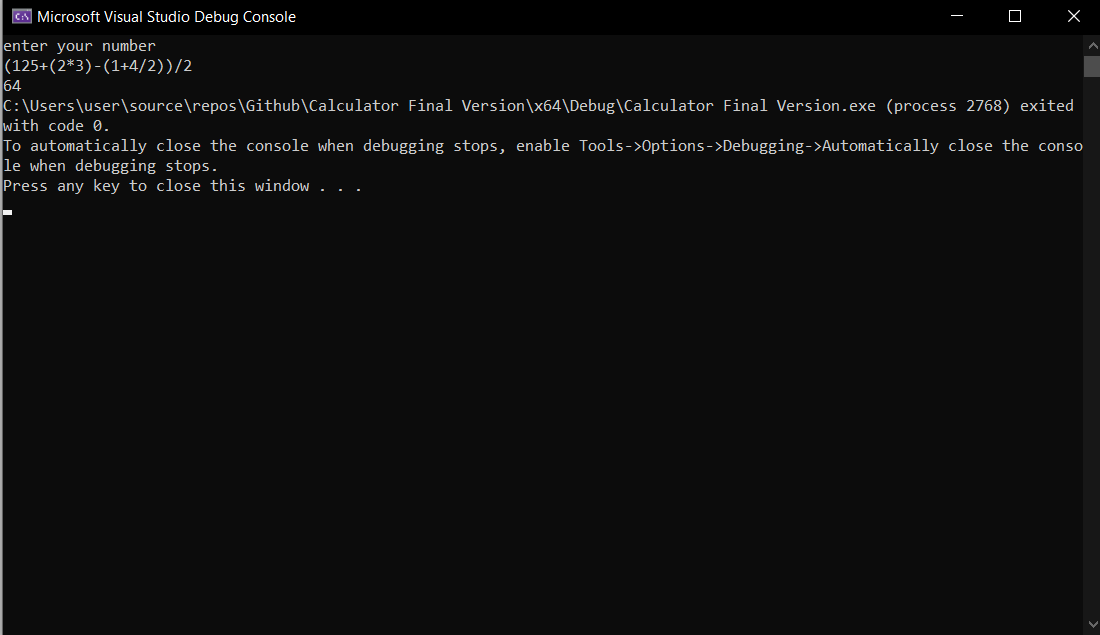 Microsoft Visual Studio Debug Console
enter your number
(125+(2*3)-(1+4/2))/2
64
C:\Users\user\source\repos\Github\Calculator Final Version\x64\Debug\Calculator Final Version.exe (process 2768) exited
with code 0.
To automatically close the console when debugging stops, enable Tools->Options->Debugging->Automatically close the conso
le when debugging stops.
Press any key to close this window . . .